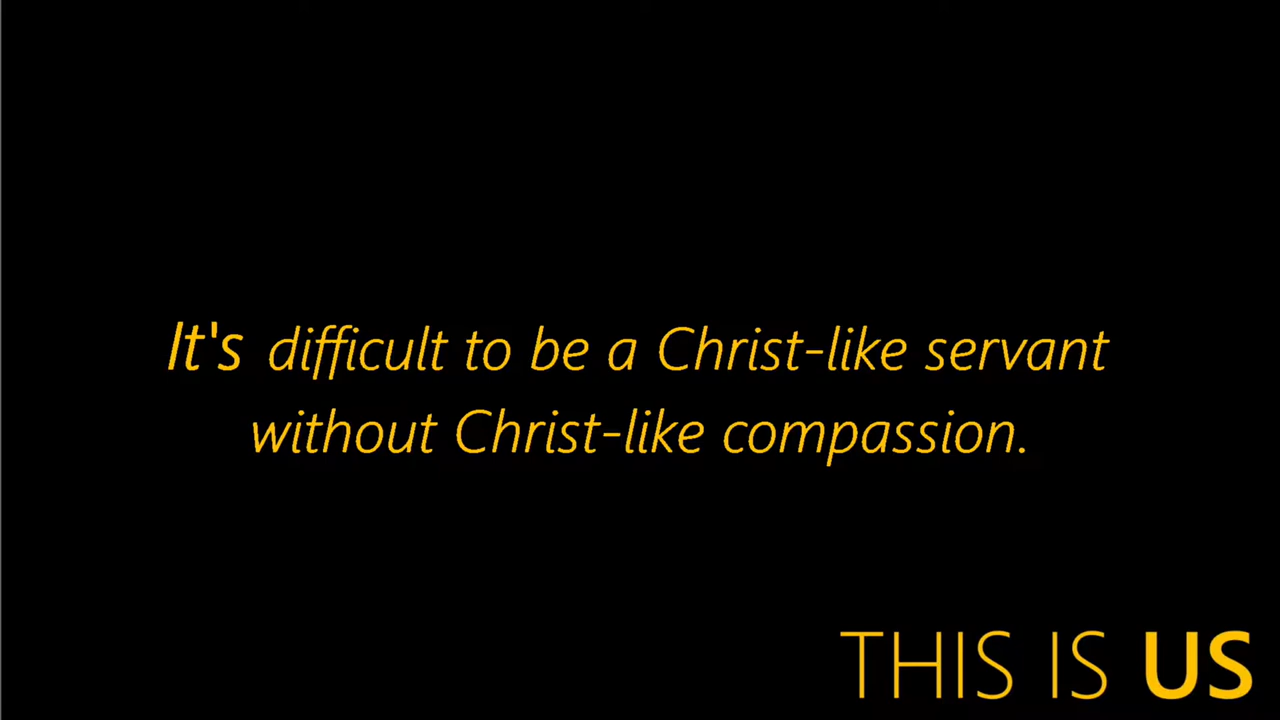 It's difficult to be a Christ-like servant
without Christ-like compassion.
THIS IS US